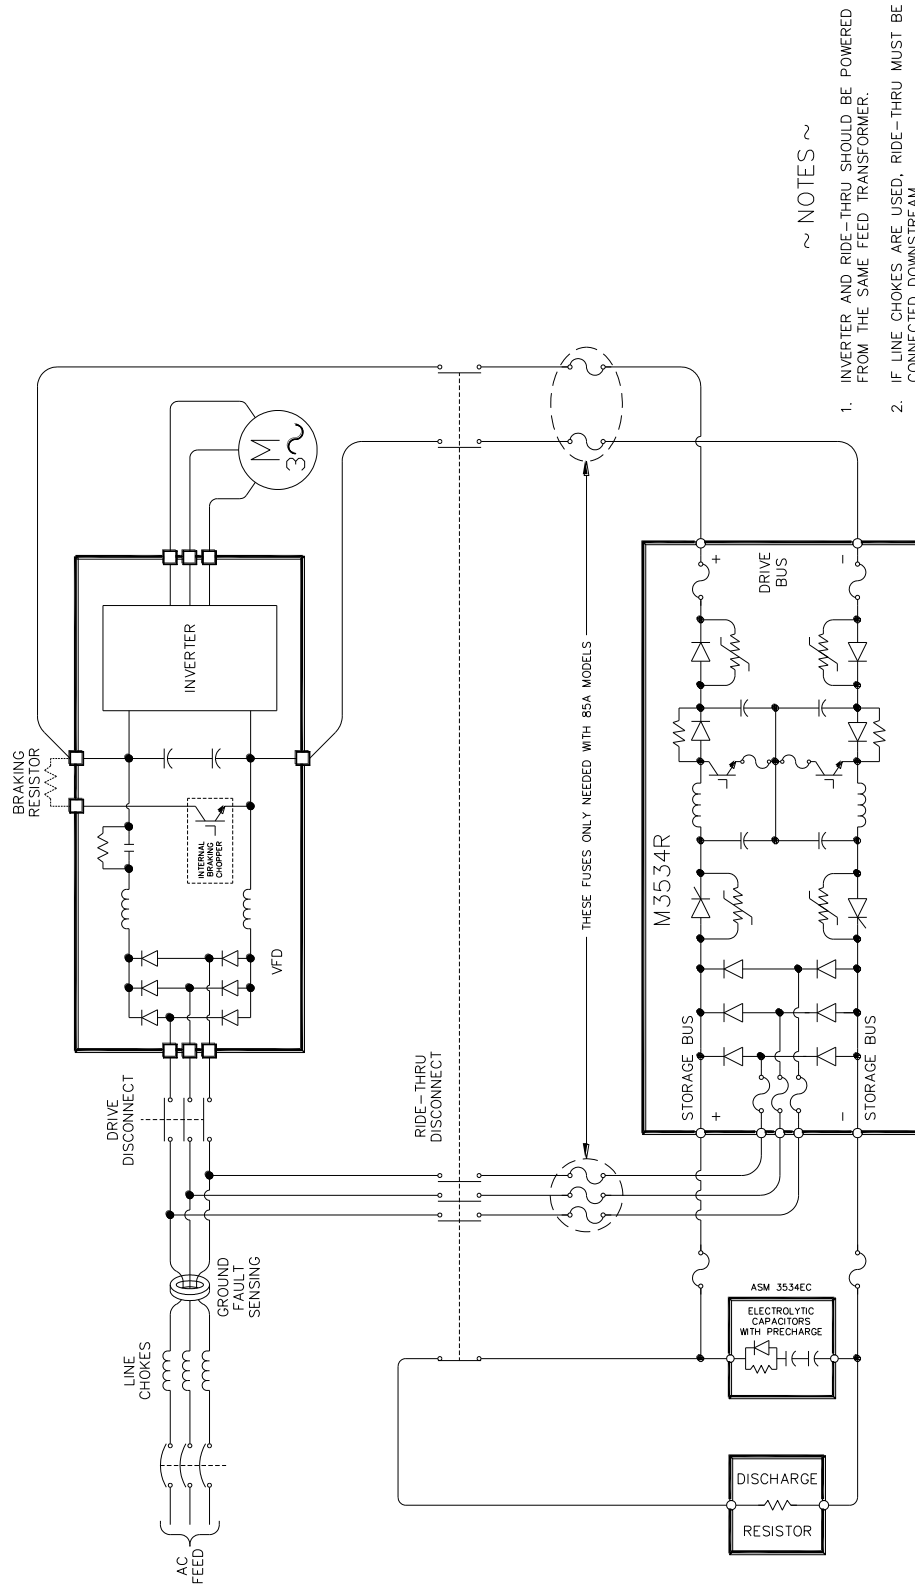 BRAKING
RESISTOR
INVERTER
M
3
INTERNAL
BRAKING
CHOPPER
VFD
DRIVE
DISCONNECT
AC
FEED
LINE
CHOKES
GROUND
FAULT
SENSING
RIDE-THRU
DISCONNECT
THESE FUSES ONLY NEEDED WITH 85A MODELS
M3534R
STORAGE BUS
+
+
DRIVE
BUS
-
-
STORAGE BUS
ASM 3534EC
ELECTROLYTIC
CAPACITORS
WITH PRECHARGE
DISCHARGE
RESISTOR
~ NOTES ~
1. INVERTER AND RIDE-THRU SHOULD BE POWERED
FROM THE SAME FEED TRANSFORMER.
2. IF LINE CHOKES ARE USED, RIDE-THRU MUST BE
CONNECTED DOWNSTREAM